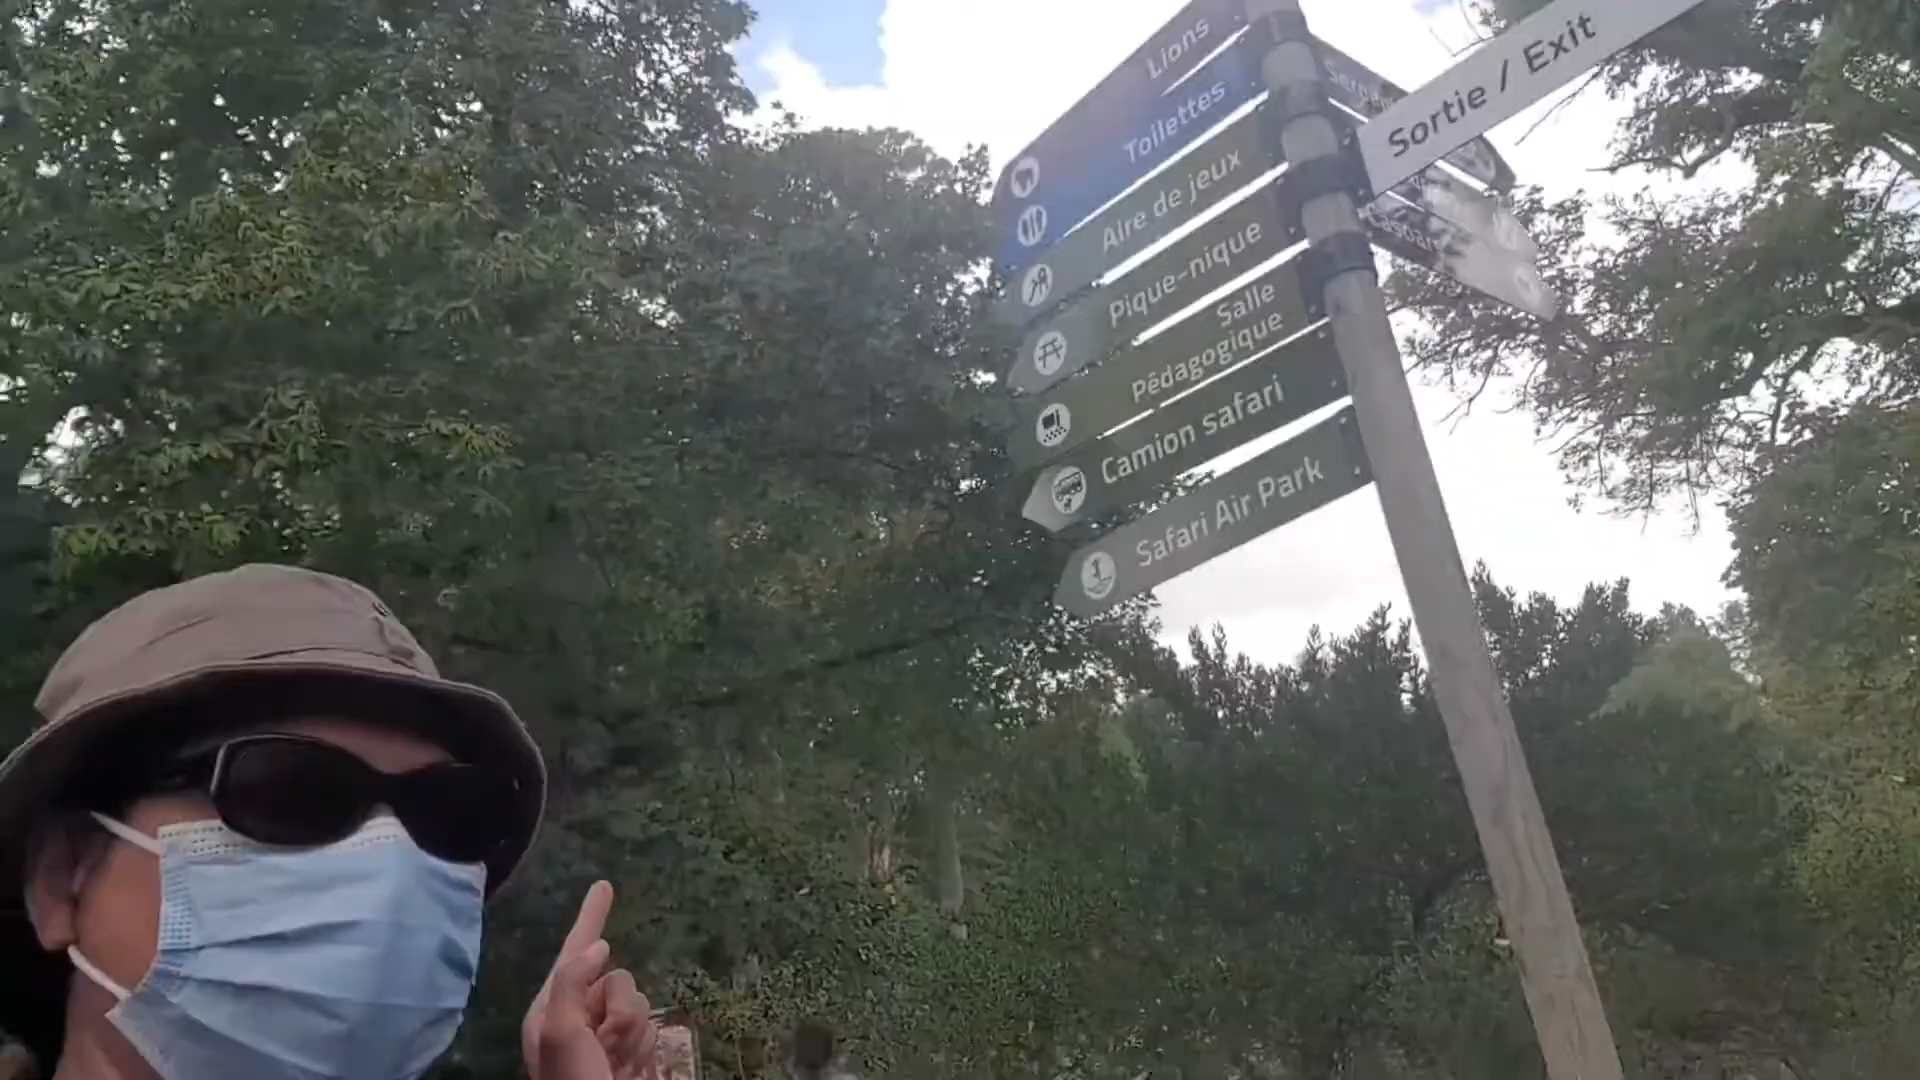 Lions
Toilettes
Aire de jeux
Pique-nique
Salle
Pédagogique
Camion safari
Safari Air Park
Sortie / Exit